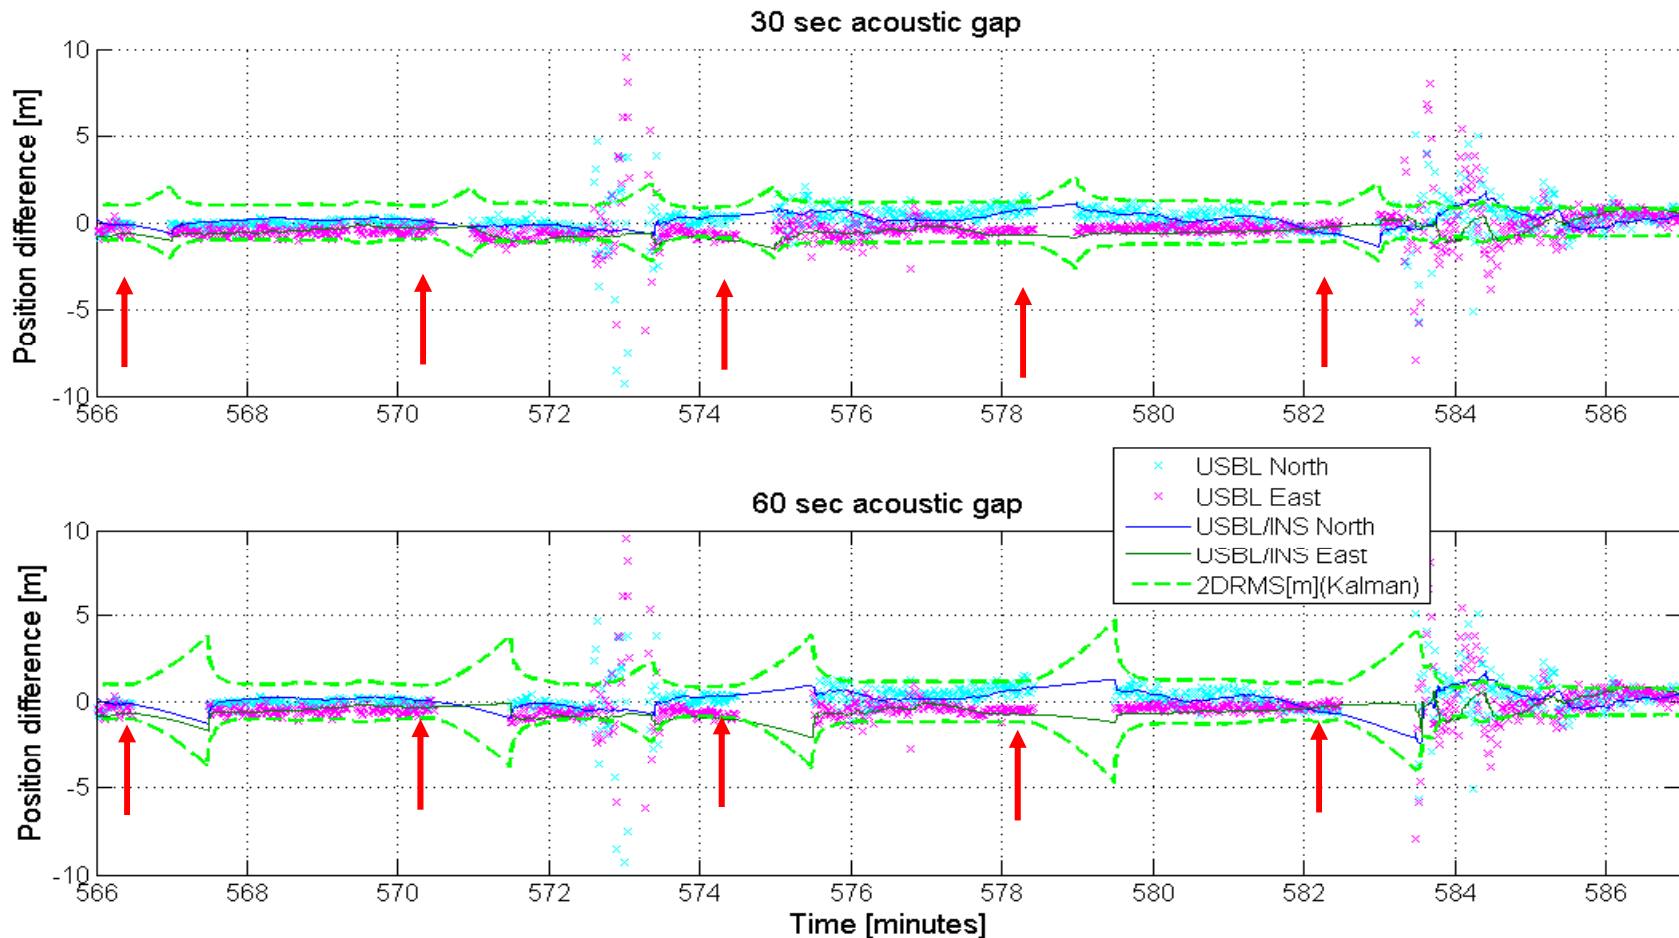 30 sec acoustic gap
10
5
0
-5
-10
Position difference [m]
566 568 570 572 574 576 578 580 582 584 586
USBL North
USBL East
USBL/INS North
USBL/INS East
2DRMS[m](Kalman)
60 sec acoustic gap
10
5
0
-5
-10
Position difference [m]
566 568 570 572 574 576 578 580 582 584 586
Time [minutes]